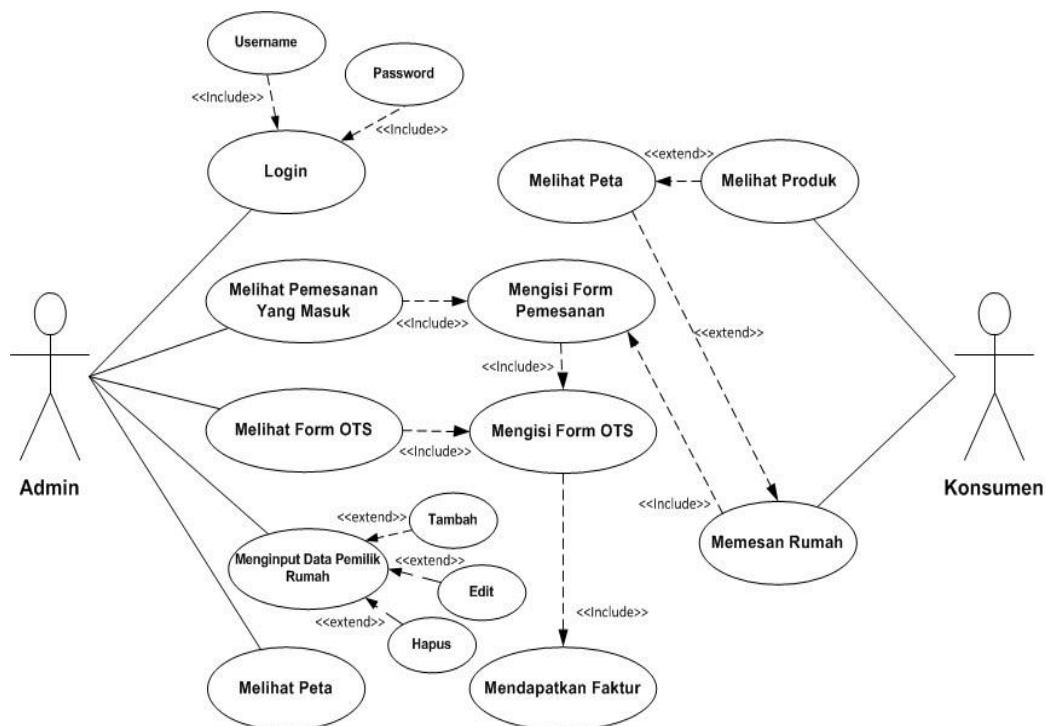 Username
Password
<<Include>>
<<Include>>
Login
<<extend>>
Melihat Peta
Melihat Produk
Melihat Pemesanan
Yang Masuk
<<Include>>
Mengisi Form
Pemesanan
<<extend>>
<<Include>>
Melihat Form OTS
<<Include>>
Mengisi Form OTS
Admin
Konsumen
<<extend>>
Tambah
<<Include>>
Memesan Rumah
Menginput Data Pemilik
Rumah
<<extend>>
Edit
<<extend>>
Hapus
<<Include>>
Melihat Peta
Mendapatkan Faktur